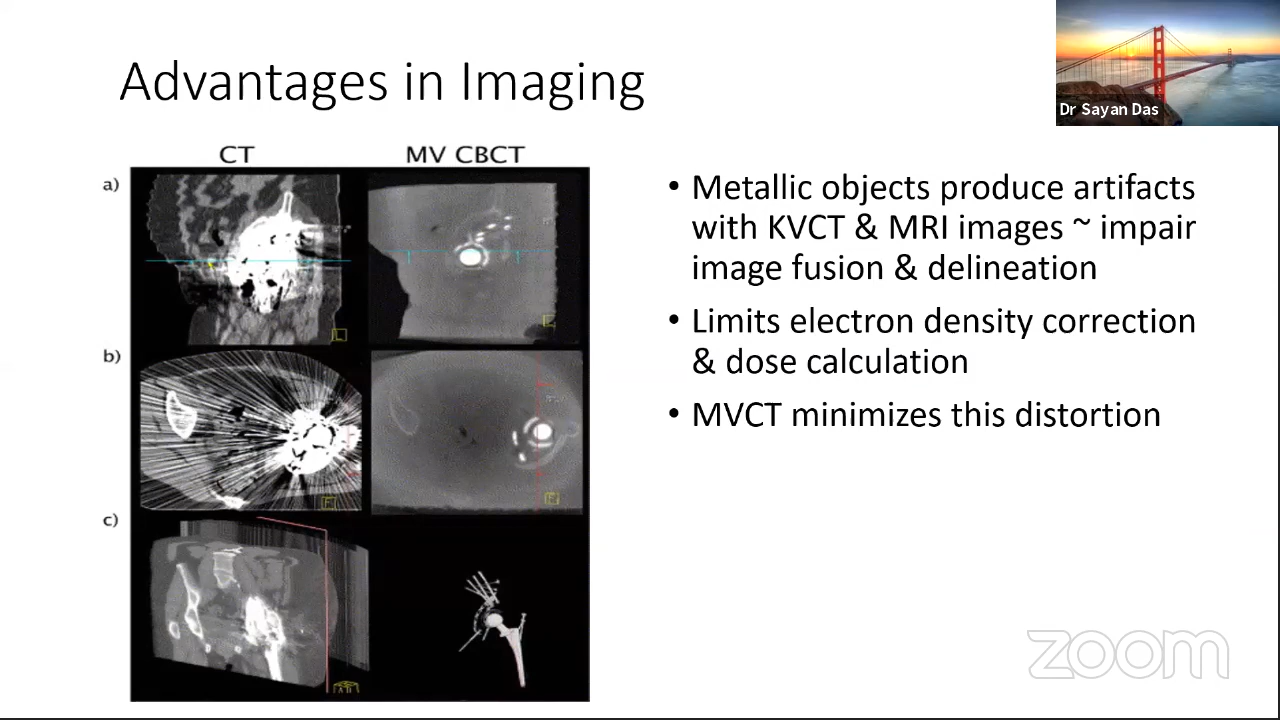 Advantages in Imaging
Dr Sayan Das
CT
MV CBCT
a)
b)
c)
L
F
F
• Metallic objects produce artifacts
with KVCT & MRI images ~ impair
image fusion & delineation
• Limits electron density correction
& dose calculation
• MVCT minimizes this distortion
zoom